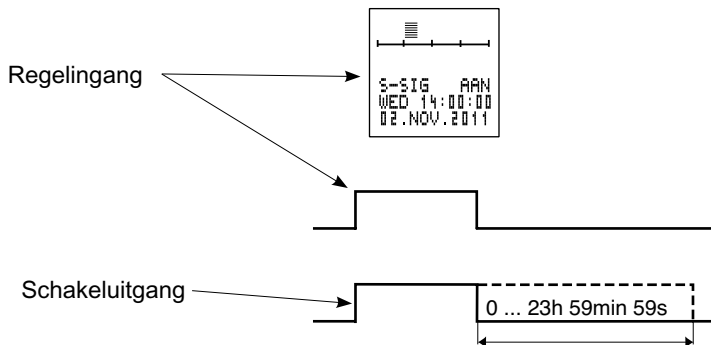 Regelingang
S-SIG AAN
WED 14:00:00
02.NOV.2011
Schakeluitgang
0 ... 23h 59min 59s